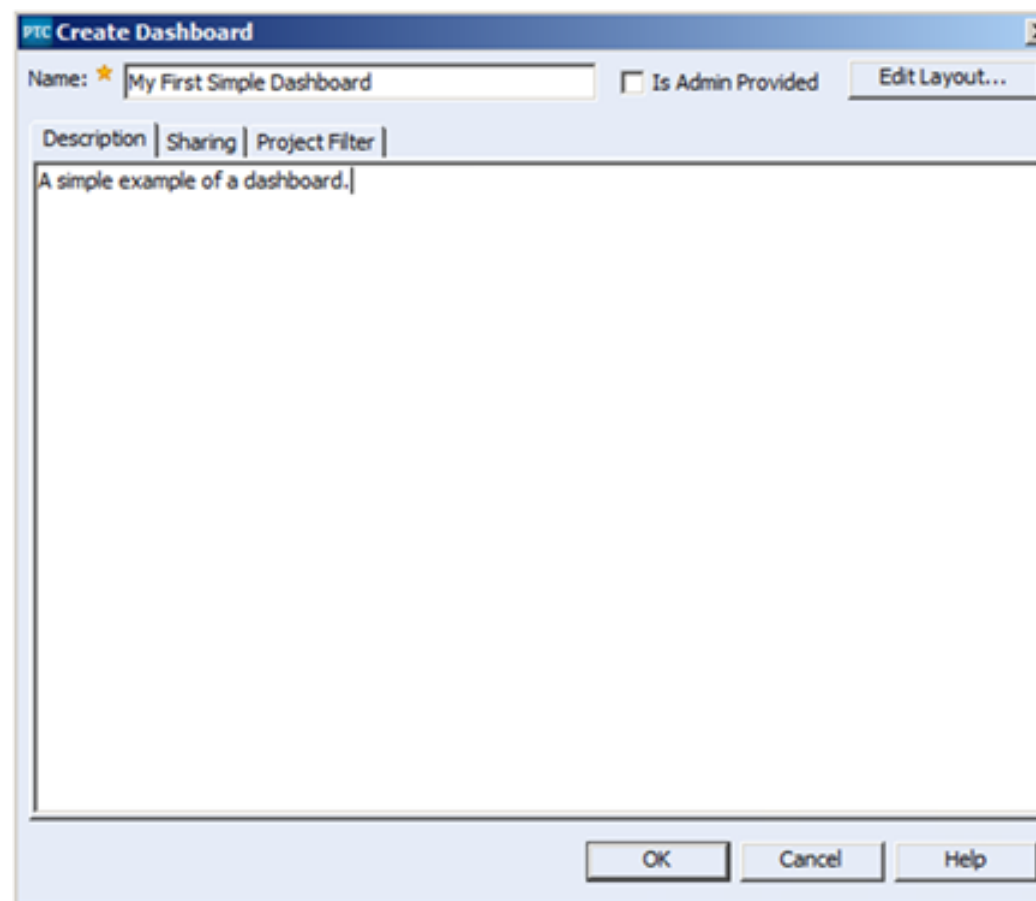 PTC Create Dashboard
Name: My First Simple Dashboard Is Admin Provided Edit Layout...
Description Sharing Project Filter
A simple example of a dashboard.
OK Cancel Help